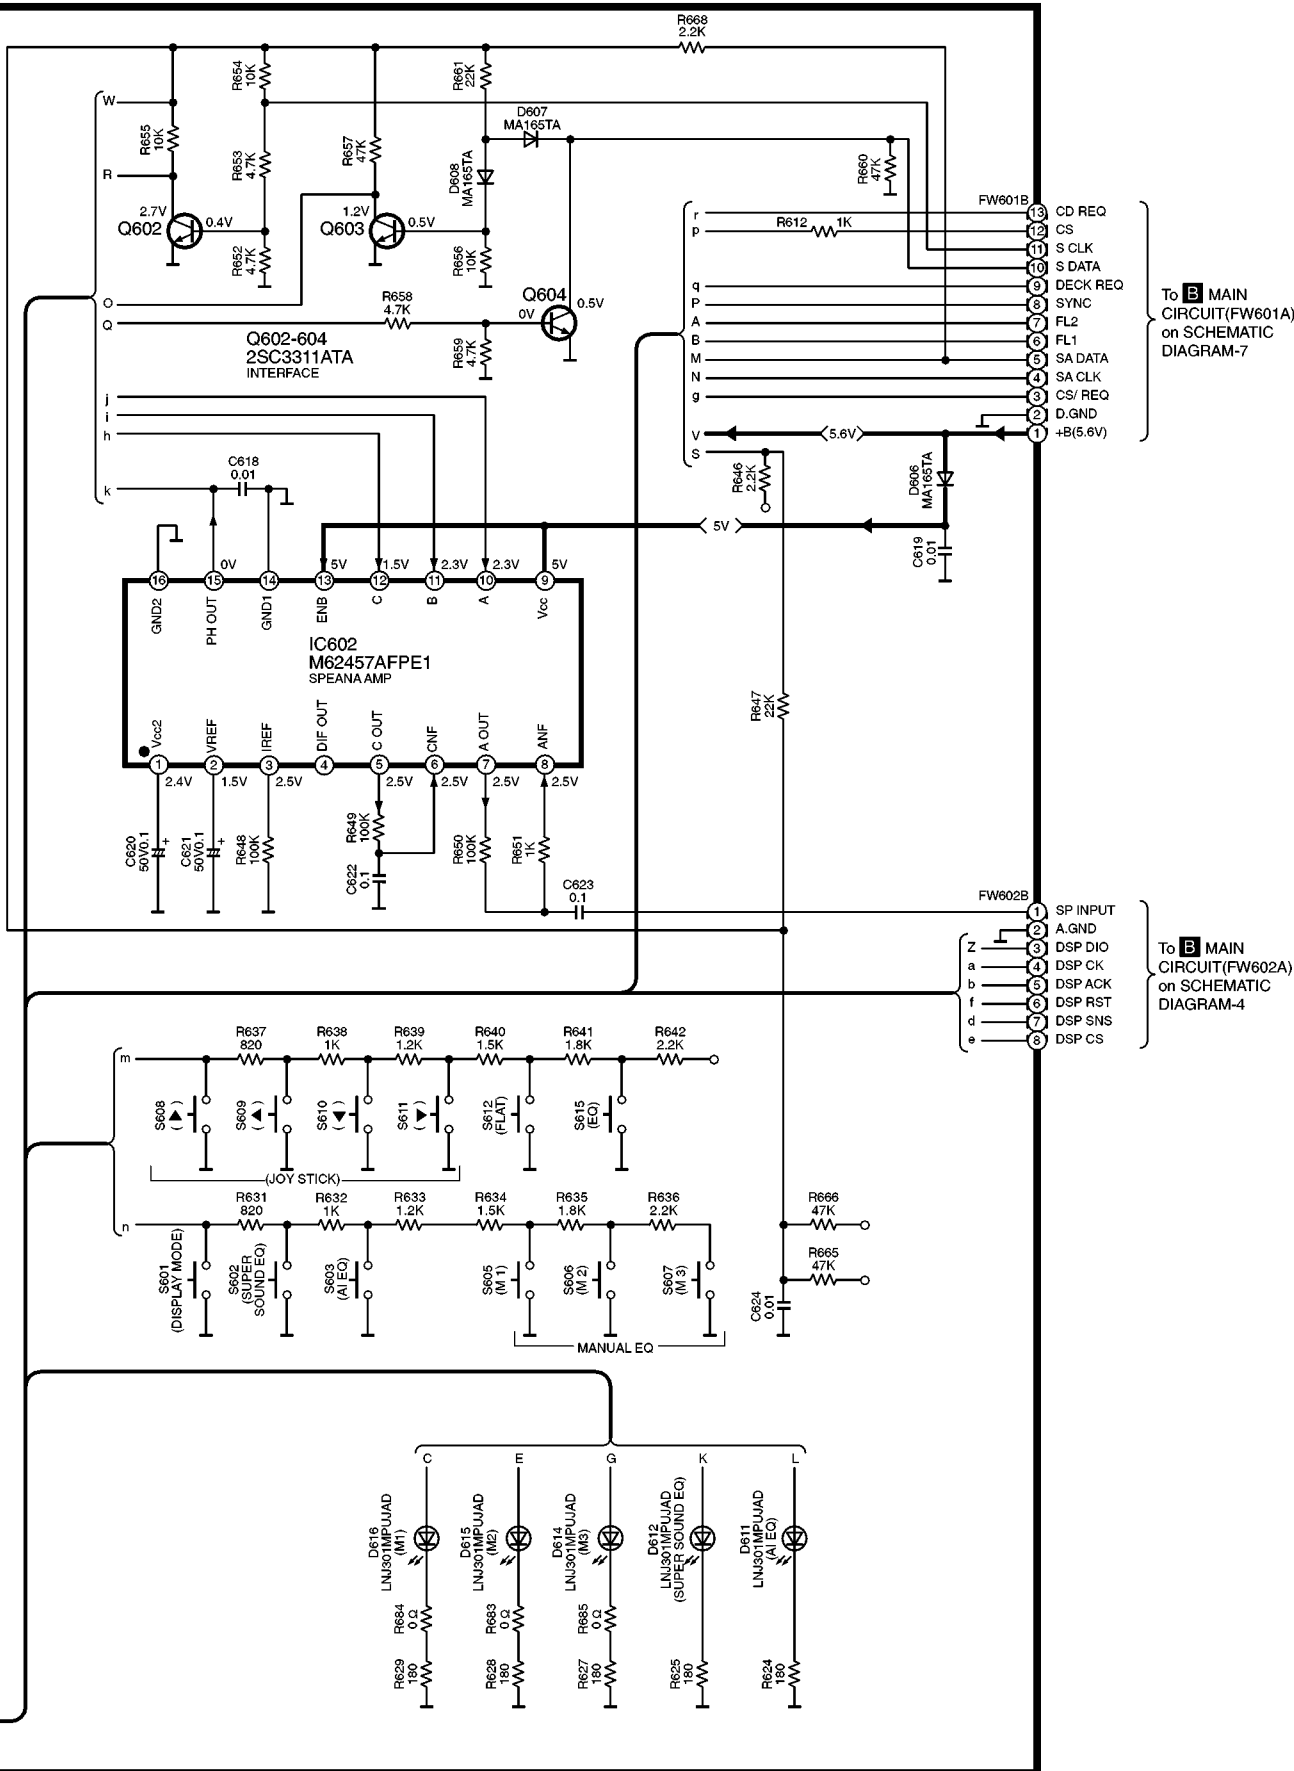 R668
2.2K
W
R
O
Q
j
i
h
k
R655
10K
R654
10K
R653
4.7K
R652
4.7K
2.7V
0.4V
Q602
R657
47K
1.2V
0.5V
Q603
R661
22K
D607
MA165TA
D608
MA165TA
R656
10K
R660
47K
Q604
0.5V
0V
R658
4.7K
R659
4.7K
Q602-604
2SC3311ATA
INTERFACE
r
p
q
P
A
B
M
N
g
V
S
R612 1K
FW601B
13 CD REQ
12 CS
11 S CLK
10 S DATA
9 DECK REQ
8 SYNC
7 FL2
6 FL1
5 SA DATA
4 SA CLK
3 CS/ REQ
2 D.GND
1 +B(5.6V)
To B MAIN
CIRCUIT(FW601A)
on SCHEMATIC
DIAGRAM-7
5.6V
R646
2.2K
D606
MA165TA
5V
C619
0.01
C618
0.01
0V
5V
1.5V
2.3V
2.3V
5V
16
15
14
13
12
11
10
9
GND2
PH OUT
GND1
ENB
C
B
A
Vcc
IC602
M62457AFPE1
SPEANA AMP
Vcc2
VREF
IREF
DIF OUT
C OUT
CNF
A OUT
ANF
1
2
3
4
5
6
7
8
2.4V
1.5V
2.5V
2.5V
2.5V
2.5V
2.5V
C620
50V0.1
+
C621
50V0.1
+
R648
100K
R649
100K
C622
0.1
R650
100K
R651
1K
C623
0.1
R647
22K
FW602B
1 SP INPUT
2 A.GND
Z 3 DSP DIO
a 4 DSP CK
b 5 DSP ACK
f 6 DSP RST
d 7 DSP SNS
e 8 DSP CS
To B MAIN
CIRCUIT(FW602A)
on SCHEMATIC
DIAGRAM-4
m
R637
820
R638
1K
R639
1.2K
R640
1.5K
R641
1.8K
R642
2.2K
S608
(▲)
S609
(◀)
S610
(▼)
S611
(▶)
S612
(FLAT)
S615
(EQ)
(JOY STICK)
n
R631
820
R632
1K
R633
1.2K
R634
1.5K
R635
1.8K
R636
2.2K
S601
(DISPLAY MODE)
S602
(SUPER
SOUND EQ)
S603
(AI EQ)
S605
(M 1)
S606
(M 2)
S607
(M 3)
MANUAL EQ
R666
47K
R665
47K
C624
0.01
C
E
G
K
L
D616
LNJ301MPUJAD
(M1)
D615
LNJ301MPUJAD
(M2)
D614
LNJ301MPUJAD
(M3)
D612
LNJ301MPUJAD
(SUPER SOUND EQ)
D611
LNJ301MPUJAD
(AI EQ)
R684
0 Ω
R683
0 Ω
R685
0 Ω
R629
180
R628
180
R627
180
R625
180
R624
180